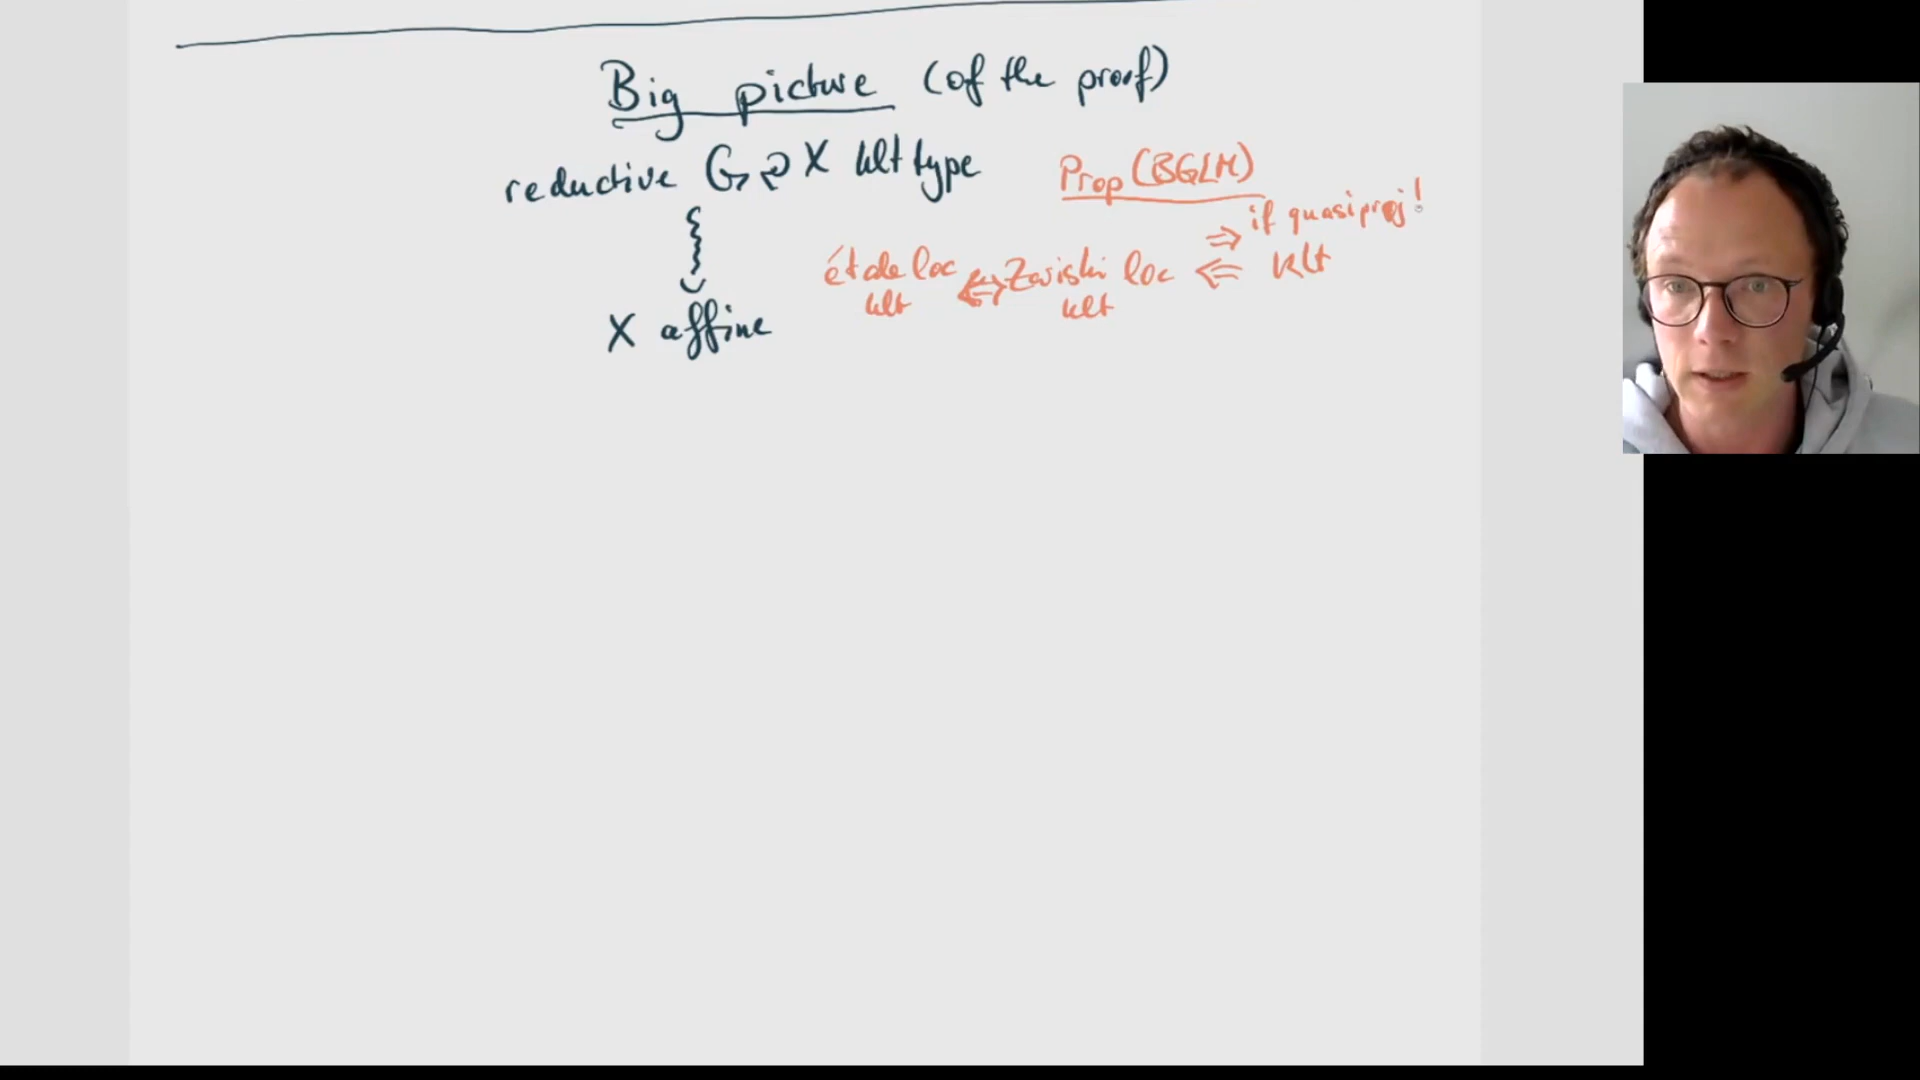 Big picture (of the proof)
reductive G ⟳ X klt type
X affine
Prop (BGLM)
⇒ if quasiproj!
étale loc klt ⇔ Zariski loc klt ⇐ klt